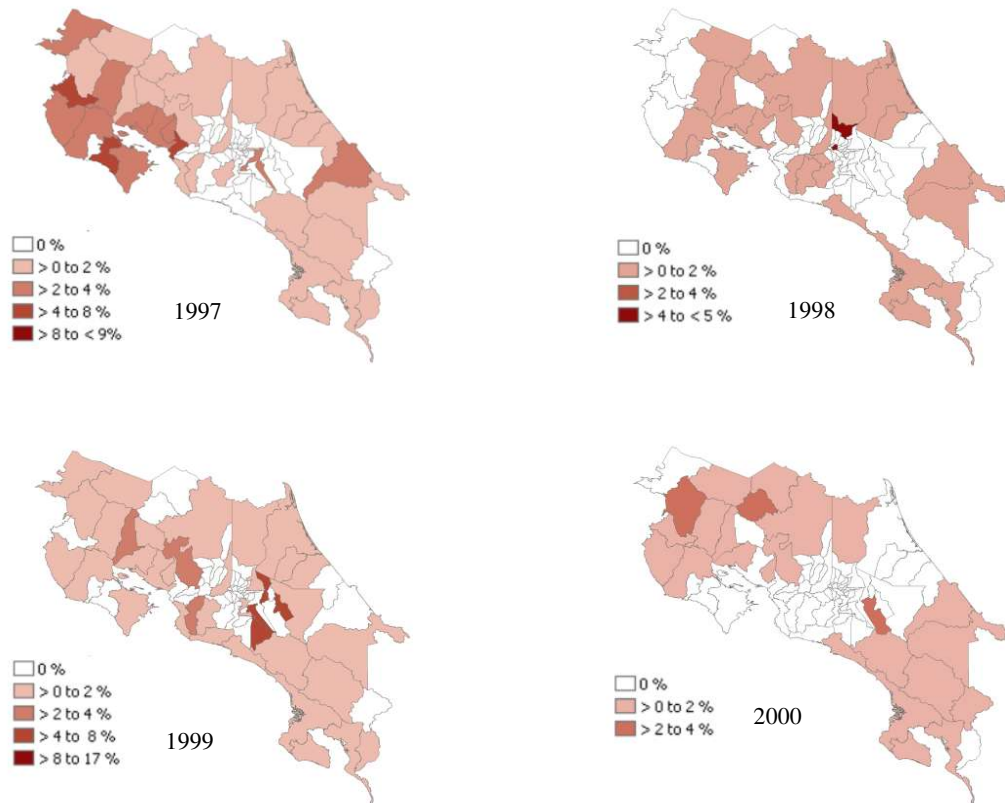 0 %
> 0 to 2 %
> 2 to 4 %
> 4 to 8 %
> 8 to < 9%
1997
0 %
> 0 to 2 %
> 2 to 4 %
> 4 to < 5 %
1998
0 %
> 0 to 2 %
> 2 to 4 %
> 4 to 8 %
> 8 to 17 %
1999
0 %
> 0 to 2 %
> 2 to 4 %
2000